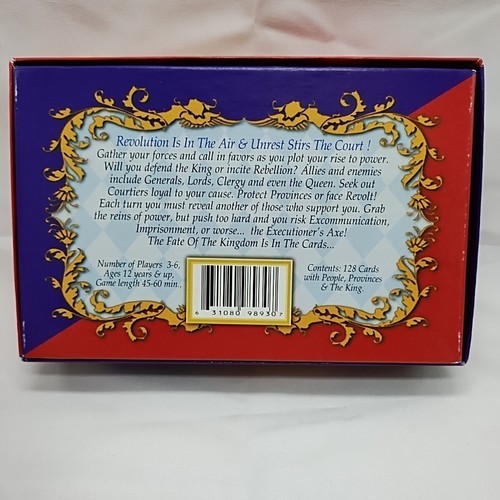 Revolution Is In The Air & Unrest Stirs The Court !
Gather your forces and call in favors as you plot your rise to power.
Will you defend the King or incite Rebellion? Allies and enemies
include Generals, Lords, Clergy and even the Queen. Seek out
Courtiers loyal to your cause. Protect Provinces or face Revolt!
Each turn you must reveal another of those who support you. Grab
the reins of power, but push too hard and you risk Excommunication,
Imprisonment, or worse... the Executioner's Axe!
The Fate Of The Kingdom Is In The Cards...
Number of Players 3-6,
Ages 12 years & up.
Game length 45-60 min..
6 31080 98930 7
Contents: 128 Cards
with People, Provinces
& The King.